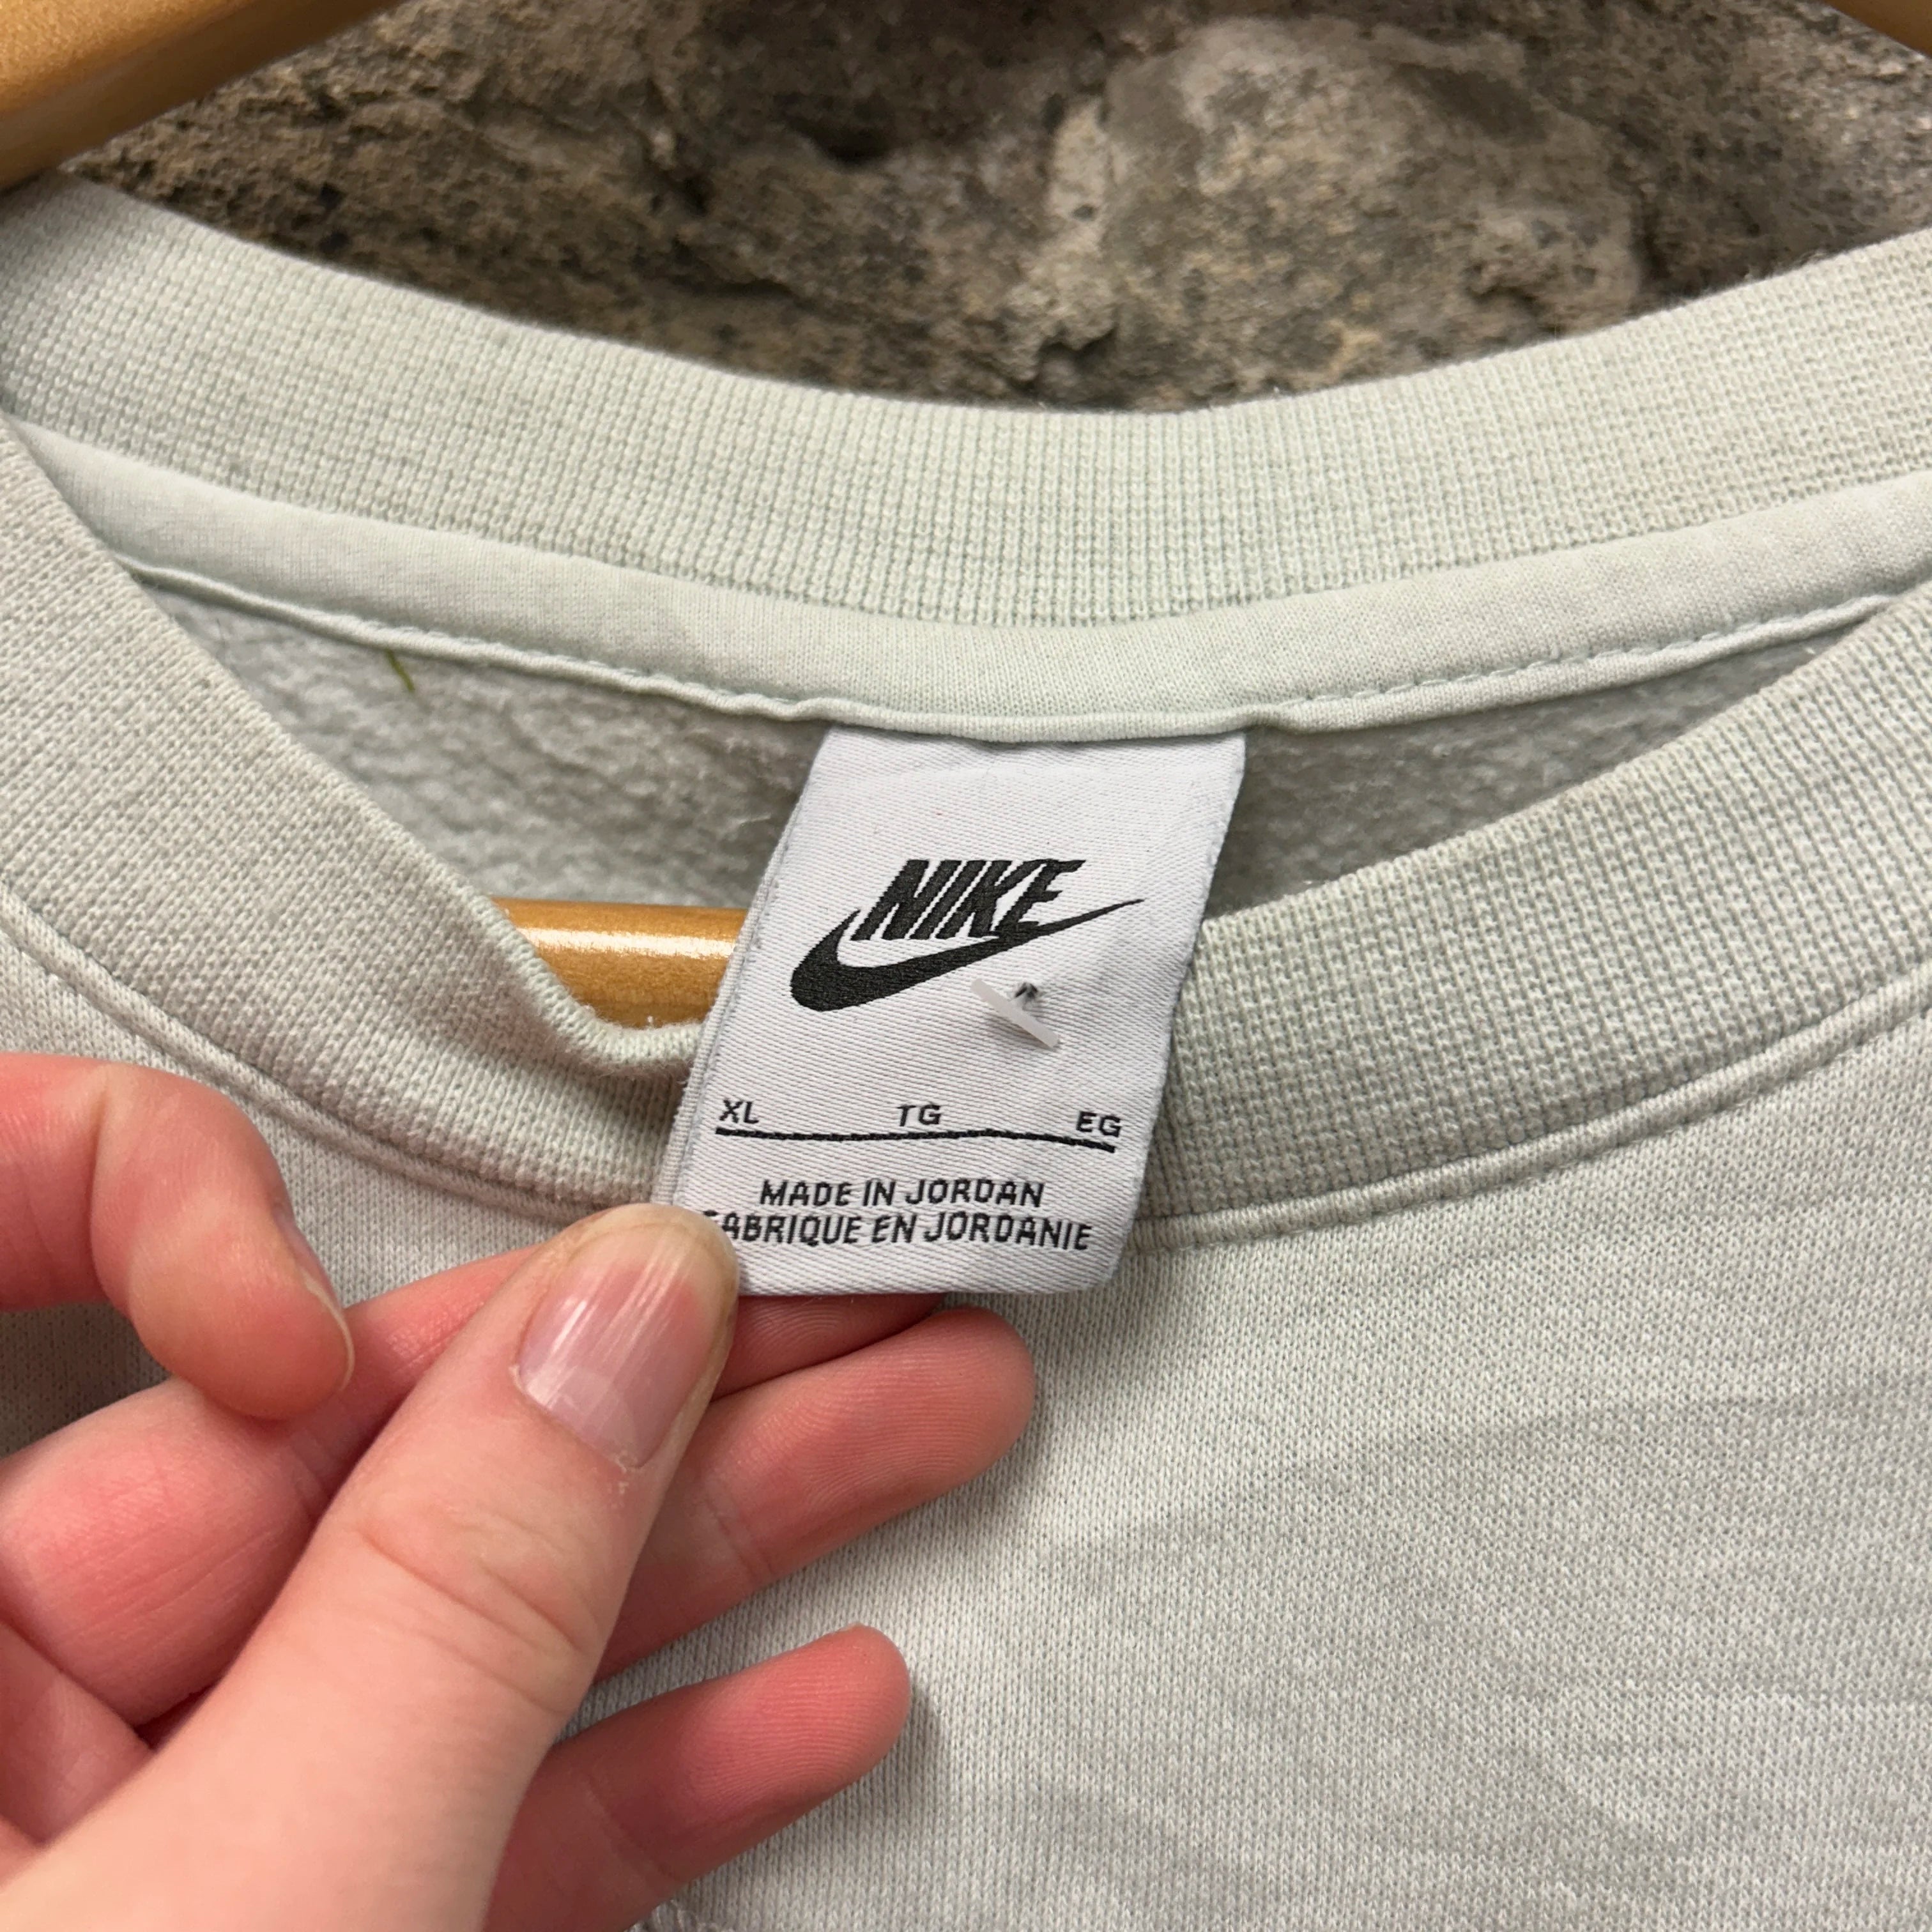 NIKE
XL TG EG
MADE IN JORDAN
FABRIQUE EN JORDANIE